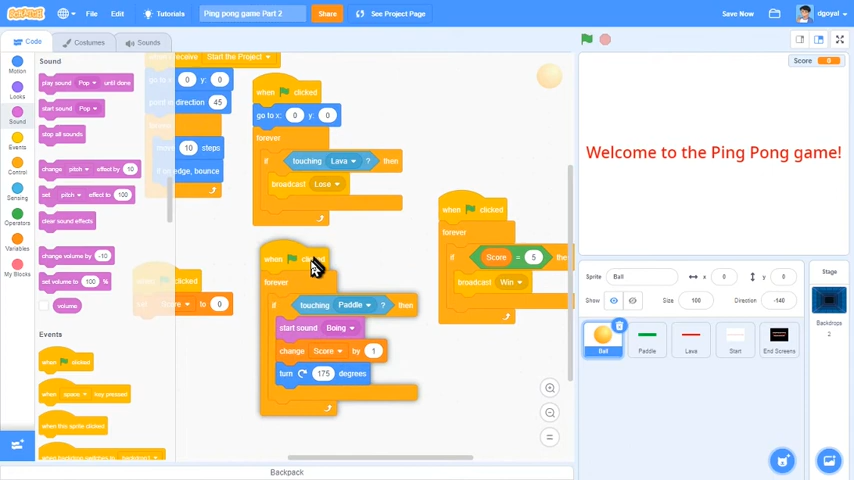 SCRATCH
File
Edit
Tutorials
Ping pong game Part 2
Share
See Project Page
Save Now
dgoyal
Code
Costumes
Sounds
Motion
Looks
Sound
Events
Control
Sensing
Operators
Variables
My Blocks
Sound
play sound Pop until done
start sound Pop
stop all sounds
change pitch effect by 10
set pitch effect to 100
clear sound effects
change volume by -10
set volume to 100 %
volume
Events
when clicked
when space key pressed
when this sprite clicked
when backdrop switches to backdrop1
when I receive Start the Project
go to x: 0 y: 0
point in direction 45
forever
move 10 steps
if on edge, bounce
when clicked
set Score to 0
when clicked
go to x: 0 y: 0
forever
if touching Lava ? then
broadcast Lose
when clicked
forever
if touching Paddle ? then
start sound Boing
change Score by 1
turn 175 degrees
when clicked
forever
if Score = 5 then
broadcast Win
Score 0
Welcome to the Ping Pong game!
Sprite Ball x 0 y 0
Show Size 100 Direction -140
Ball
Paddle
Lava
Start
End Screens
Stage
Backdrops
2
Backpack